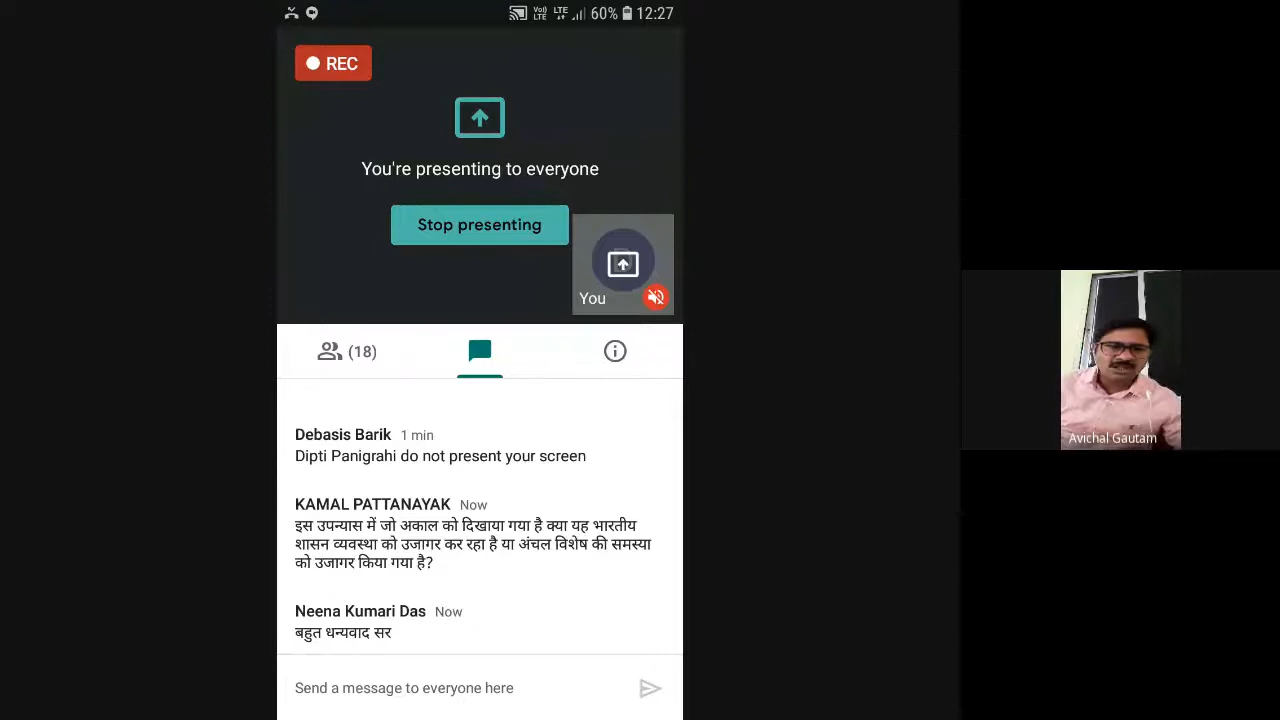 Vo)) LTE LTE 60% 12:27
REC
You're presenting to everyone
Stop presenting
You
(18)
Debasis Barik 1 min
Dipti Panigrahi do not present your screen
KAMAL PATTANAYAK Now
इस उपन्यास में जो अकाल को दिखाया गया है क्या यह भारतीय
शासन व्यवस्था को उजागर कर रहा है या अंचल विशेष की समस्या
को उजागर किया गया है?
Neena Kumari Das Now
बहुत धन्यवाद सर
Send a message to everyone here
Avichal Gautam